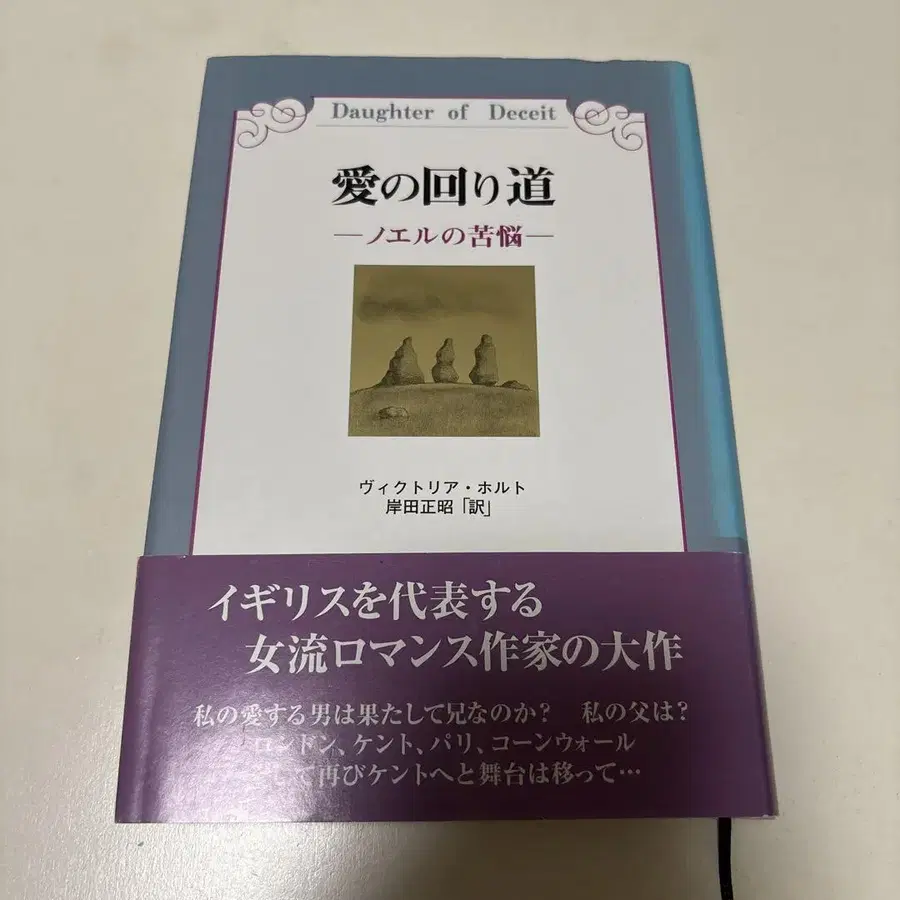 Daughter of Deceit
愛の回り道
―ノエルの苦悩―
ヴィクトリア・ホルト
岸田正昭「訳」
イギリスを代表する
女流ロマンス作家の大作
私の愛する男は果たして兄なのか? 私の父は?
ロンドン、ケント、パリ、コーンウォール
て再びケントへと舞台は移って…